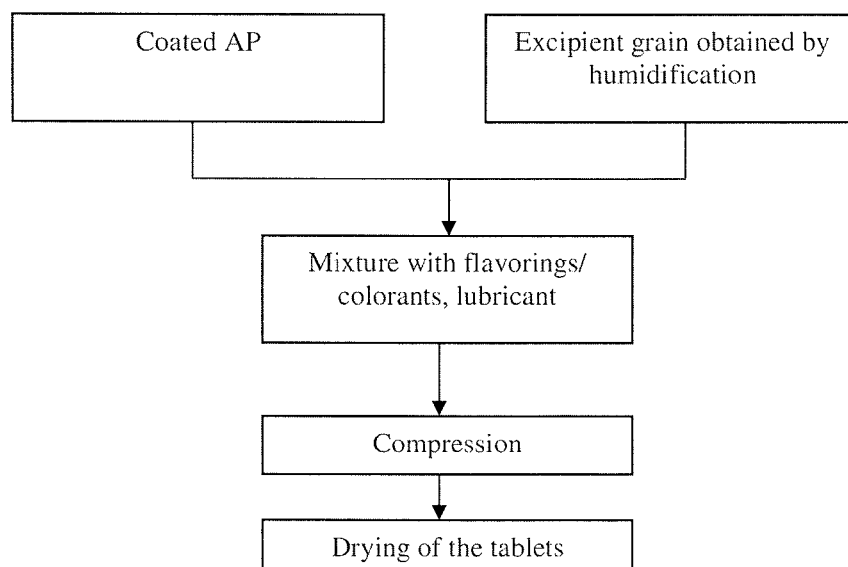 Coated AP
Excipient grain obtained by
humidification
Mixture with flavorings/
colorants, lubricant
Compression
Drying of the tablets